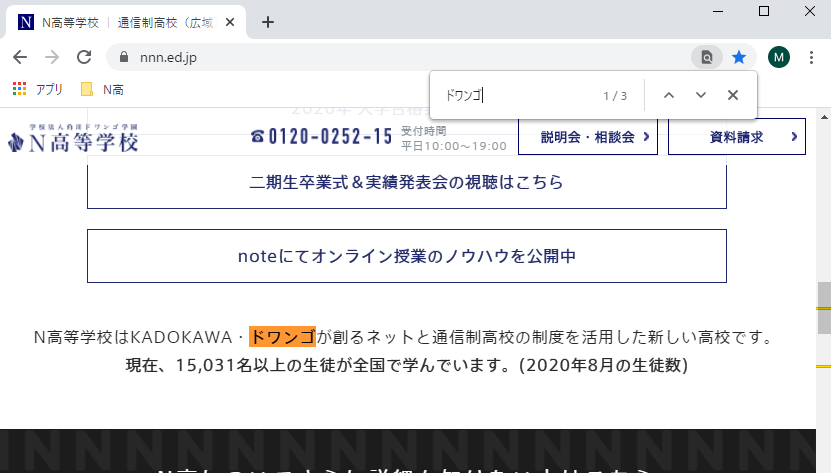 N高等学校 ｜ 通信制高校（広域
nnn.ed.jp
M
アプリ
N高
ドワンゴ
1 / 3
2020年 大学合格
学校法人角川ドワンゴ学園
N高等学校
0120-0252-15
受付時間
平日10:00～19:00
説明会・相談会
資料請求
二期生卒業式＆実績発表会の視聴はこちら
noteにてオンライン授業のノウハウを公開中
N高等学校はKADOKAWA・ドワンゴが創るネットと通信制高校の制度を活用した新しい高校です。
現在、15,031名以上の生徒が全国で学んでいます。(2020年8月の生徒数)